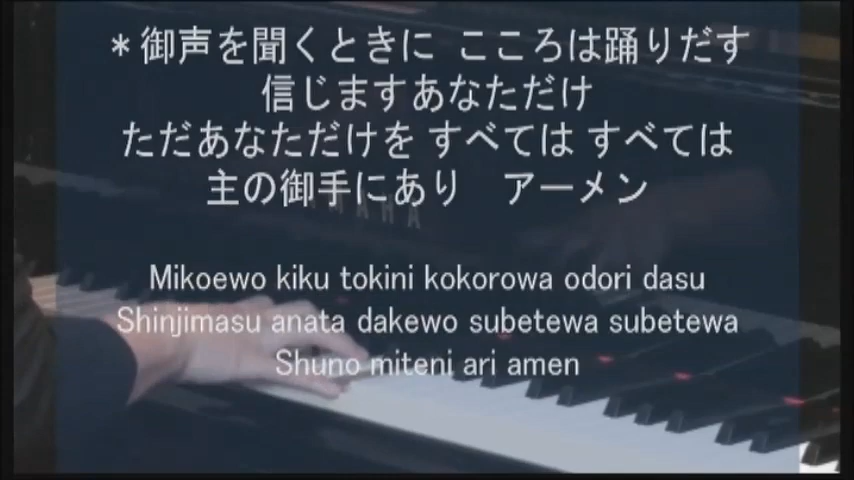 ＊御声を聞くときに こころは踊りだす
信じますあなただけ
ただあなただけを すべては すべては
主の御手にあり　アーメン
YAMAHA
Mikoewo kiku tokini kokorowa odori dasu
Shinjimasu anata dakewo subetewa subetewa
Shuno miteni ari amen